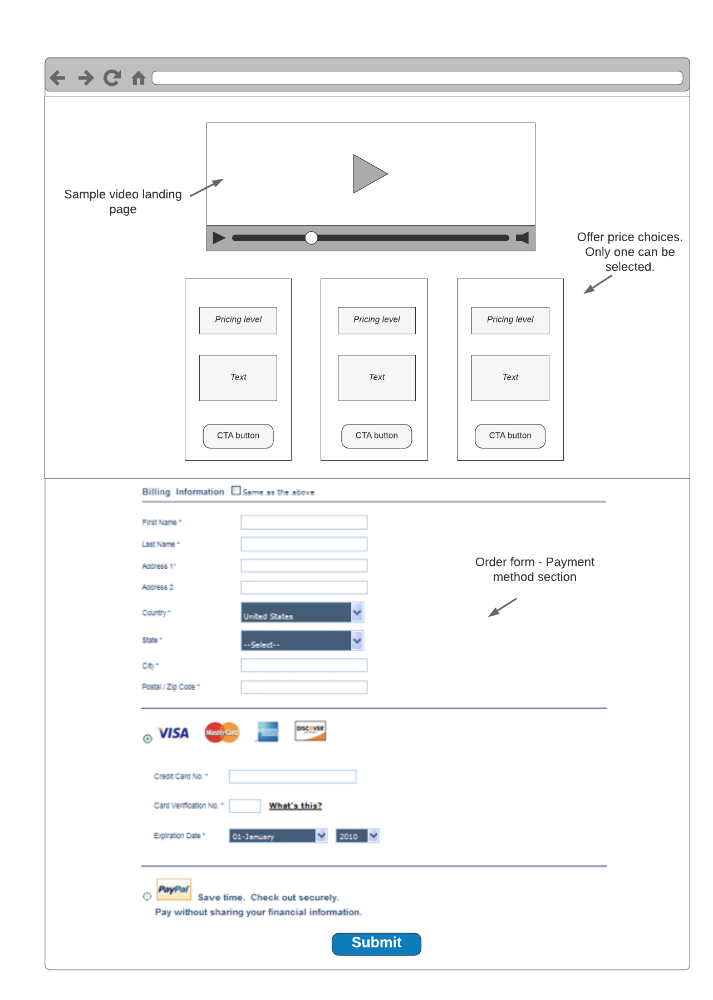 Sample video landing
page
Offer price choices.
Only one can be
selected.
Pricing level
Pricing level
Pricing level
Text
Text
Text
CTA button
CTA button
CTA button
Billing Information Same as the above
First Name *
Last Name *
Address 1*
Address 2
Order form - Payment
method section
Country *
United States
State *
--Select--
City *
Postal / Zip Code *
VISA MasterCard DISCOVER
Credit Card No. *
Card Verification No. * What's this?
Expiration Date * 01-January 2010
PayPal Save time. Check out securely.
Pay without sharing your financial information.
Submit